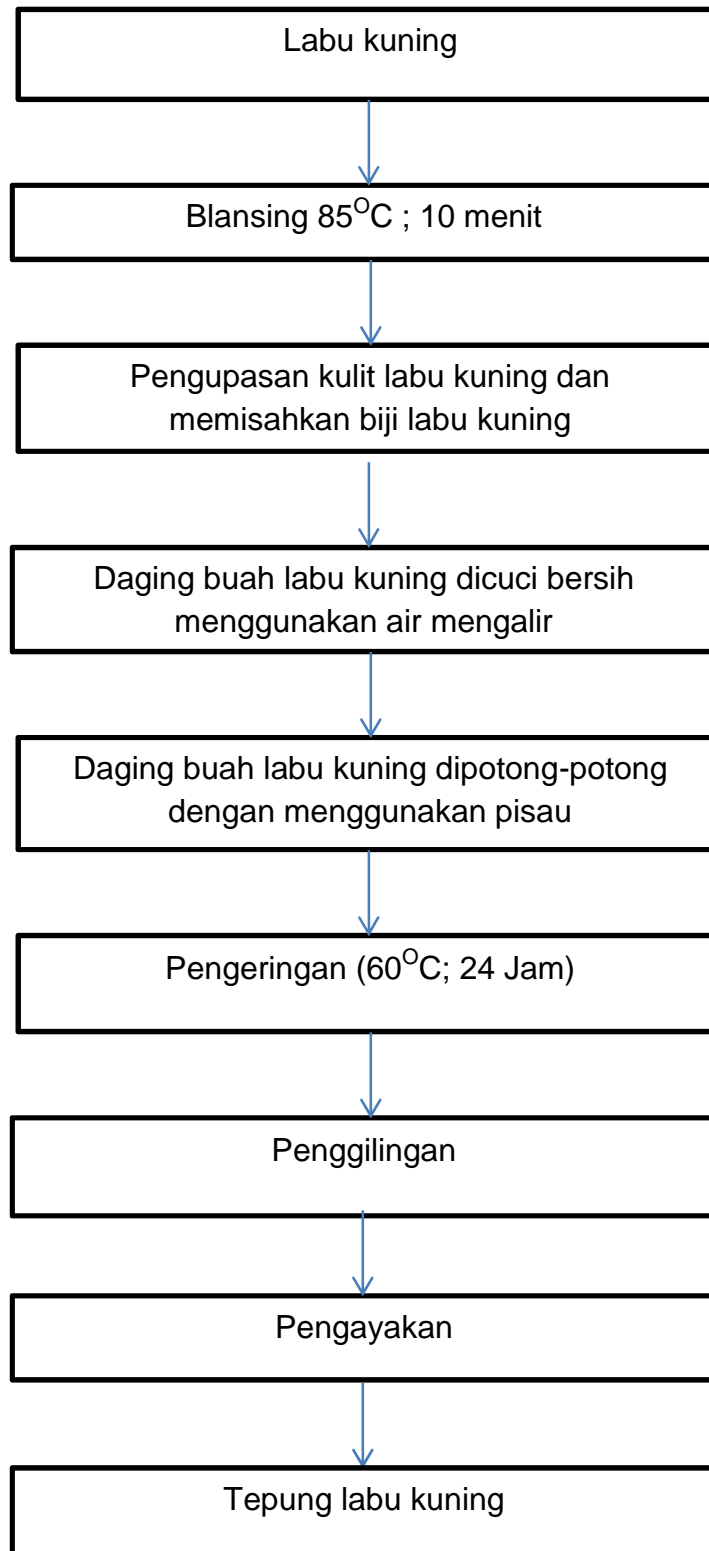 Labu kuning
Blansing 85°C ; 10 menit
Pengupasan kulit labu kuning dan
memisahkan biji labu kuning
Daging buah labu kuning dicuci bersih
menggunakan air mengalir
Daging buah labu kuning dipotong-potong
dengan menggunakan pisau
Pengeringan (60°C; 24 Jam)
Penggilingan
Pengayakan
Tepung labu kuning